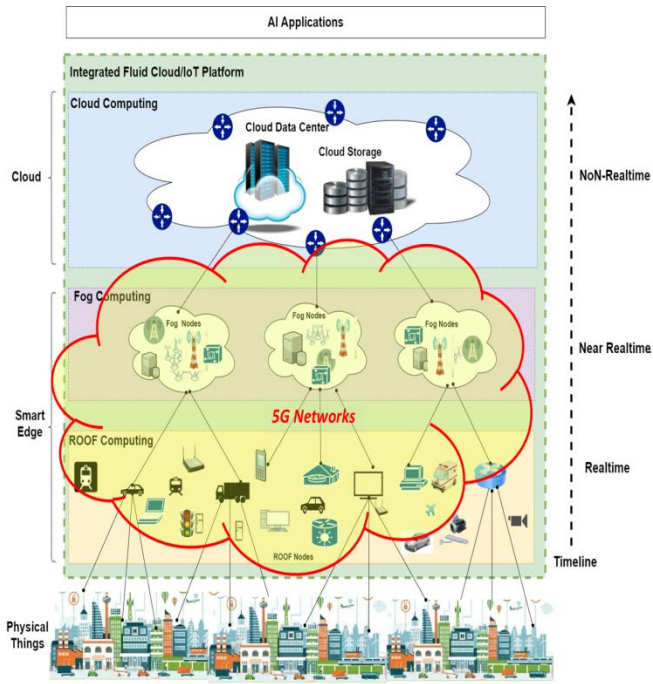 AI Applications
Integrated Fluid Cloud/IoT Platform
Cloud Computing
Cloud Data Center
Cloud Storage
Cloud
NoN-Realtime
Fog Computing
Fog Nodes
Fog Nodes
Fog Nodes
Near Realtime
Smart
Edge
5G Networks
ROOF Computing
Realtime
ROOF Nodes
Timeline
Physical
Things